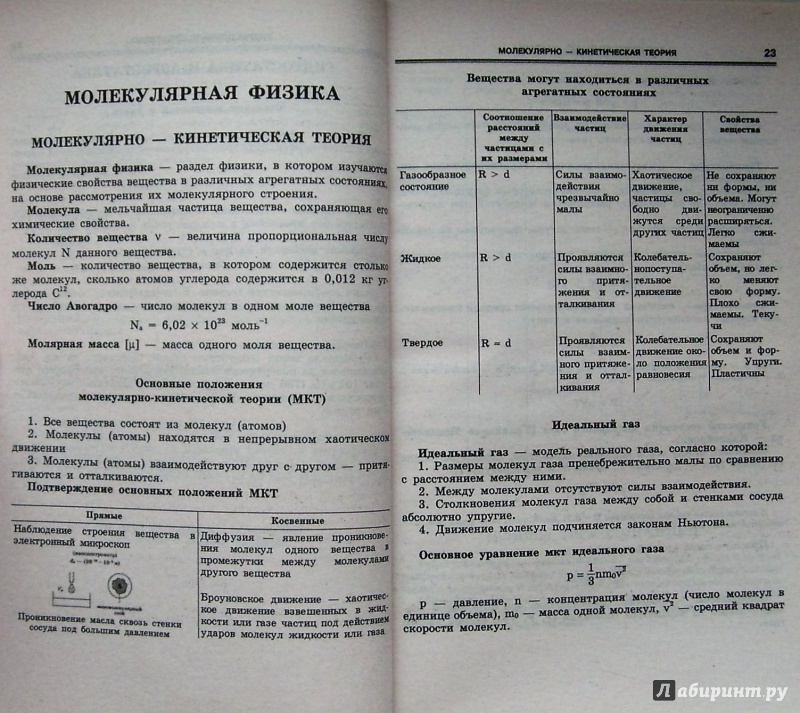 МОЛЕКУЛЯРНАЯ ФИЗИКА
МОЛЕКУЛЯРНО — КИНЕТИЧЕСКАЯ ТЕОРИЯ
Молекулярная физика — раздел физики, в котором изучаются
физические свойства вещества в различных агрегатных состояниях,
на основе рассмотрения их молекулярного строения.
Молекула — мельчайшая частица вещества, сохраняющая его
химические свойства.
Количество вещества ν — величина пропорциональная числу
молекул N данного вещества.
Моль — количество вещества, в котором содержится столько
же молекул, сколько атомов углерода содержится в 0,012 кг уг-
лерода C¹².
Число Авогадро — число молекул в одном моле вещества
Nₐ = 6,02 × 10²³ моль⁻¹
Молярная масса [μ] — масса одного моля вещества.
Основные положения
молекулярно-кинетической теории (МКТ)
1. Все вещества состоят из молекул (атомов)
2. Молекулы (атомы) находятся в непрерывном хаотическом
движении
3. Молекулы (атомы) взаимодействуют друг с другом — притя-
гиваются и отталкиваются.
Подтверждение основных положений МКТ
Прямые
Наблюдение строения вещества в
электронный микроскоп
Проникновение масла сквозь стенки
сосуда под большим давлением
Косвенные
Диффузия — явление проникнове-
ния молекул одного вещества в
промежутки между молекулами
другого вещества
Броуновское движение — хаотичес-
кое движение взвешенных в жид-
кости или газе частиц под действием
ударов молекул жидкости или газа
МОЛЕКУЛЯРНО — КИНЕТИЧЕСКАЯ ТЕОРИЯ 23
Вещества могут находиться в различных
агрегатных состояниях
Соотношение
расстояний
между
частицами с
их размерами
Взаимодействие
частиц
Характер
движения
частиц
Свойства
вещества
Газообразное
состояние
R > d
Силы взаимо-
действия
чрезвычайно
малы
Хаотическое
движение,
частицы сво-
бодно дви-
жутся среди
других частиц
Не сохраняют
ни формы, ни
объема. Могут
неограниченно
расширяться.
Легко сжи-
маемы
Жидкое
R > d
Проявляются
силы взаимно-
го притя-
жения и от-
талкивания
Колебатель-
нопоступа-
тельное
движение
Сохраняют
объем, но лег-
ко меняют
свою форму.
Плохо сжи-
маемы. Теку-
чи
Твердое
R = d
Проявляются
силы взаим-
ного притяже-
ния и оттал-
кивания
Колебательное
движение око-
ло положения
равновесия
Сохраняют
объем и фор-
му. Упруги.
Пластичны
Идеальный газ
Идеальный газ — модель реального газа, согласно которой:
1. Размеры молекул газа пренебрежительно малы по сравнению
с расстоянием между ними.
2. Между молекулами отсутствуют силы взаимодействия.
3. Столкновения молекул газа между собой и стенками сосуда
абсолютно упругие.
4. Движение молекул подчиняется законам Ньютона.
Основное уравнение мкт идеального газа
p = 1/3 nm₀v̅²
p — давление, n — концентрация молекул (число молекул в
единице объема), m₀ — масса одной молекул, v² — средний квадрат
скорости молекул.
Лабиринт.ру